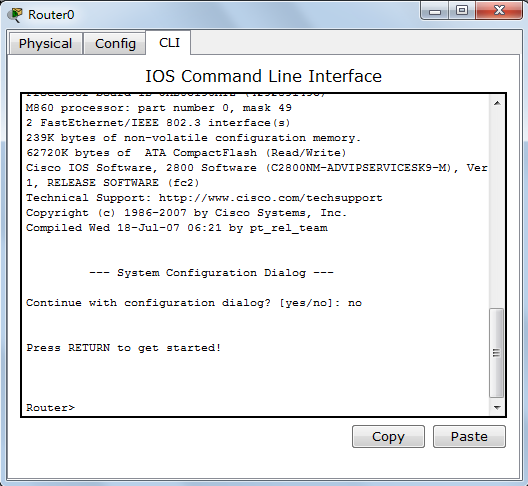 Router0
Physical Config CLI
IOS Command Line Interface
M860 processor: part number 0, mask 49
2 FastEthernet/IEEE 802.3 interface(s)
239K bytes of non-volatile configuration memory.
62720K bytes of ATA CompactFlash (Read/Write)
Cisco IOS Software, 2800 Software (C2800NM-ADVIPSERVICESK9-M), Ver
1, RELEASE SOFTWARE (fc2)
Technical Support: http://www.cisco.com/techsupport
Copyright (c) 1986-2007 by Cisco Systems, Inc.
Compiled Wed 18-Jul-07 06:21 by pt_rel_team
--- System Configuration Dialog ---
Continue with configuration dialog? [yes/no]: no
Press RETURN to get started!
Router>
Copy Paste